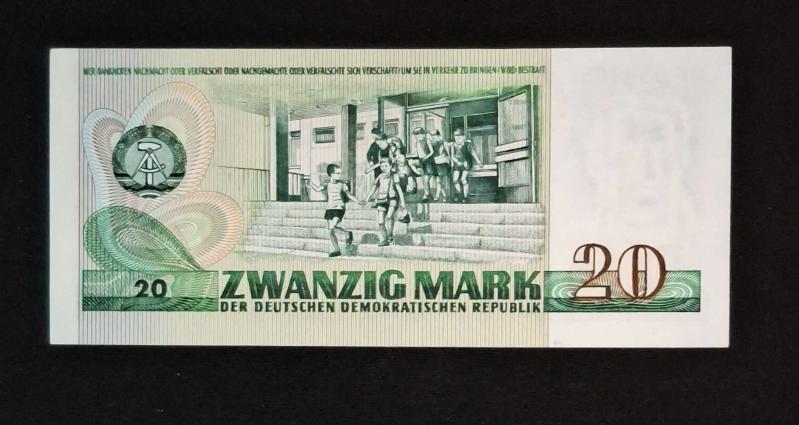 WER BANKNOTEN NACHMACHT ODER VERFÄLSCHT ODER NACHGEMACHTE ODER VERFÄLSCHTE SICH VERSCHAFFT/UM SIE IN VERKEHR ZU BRINGEN/WIRD BESTRAFT
20 ZWANZIG MARK 20
DER DEUTSCHEN DEMOKRATISCHEN REPUBLIK